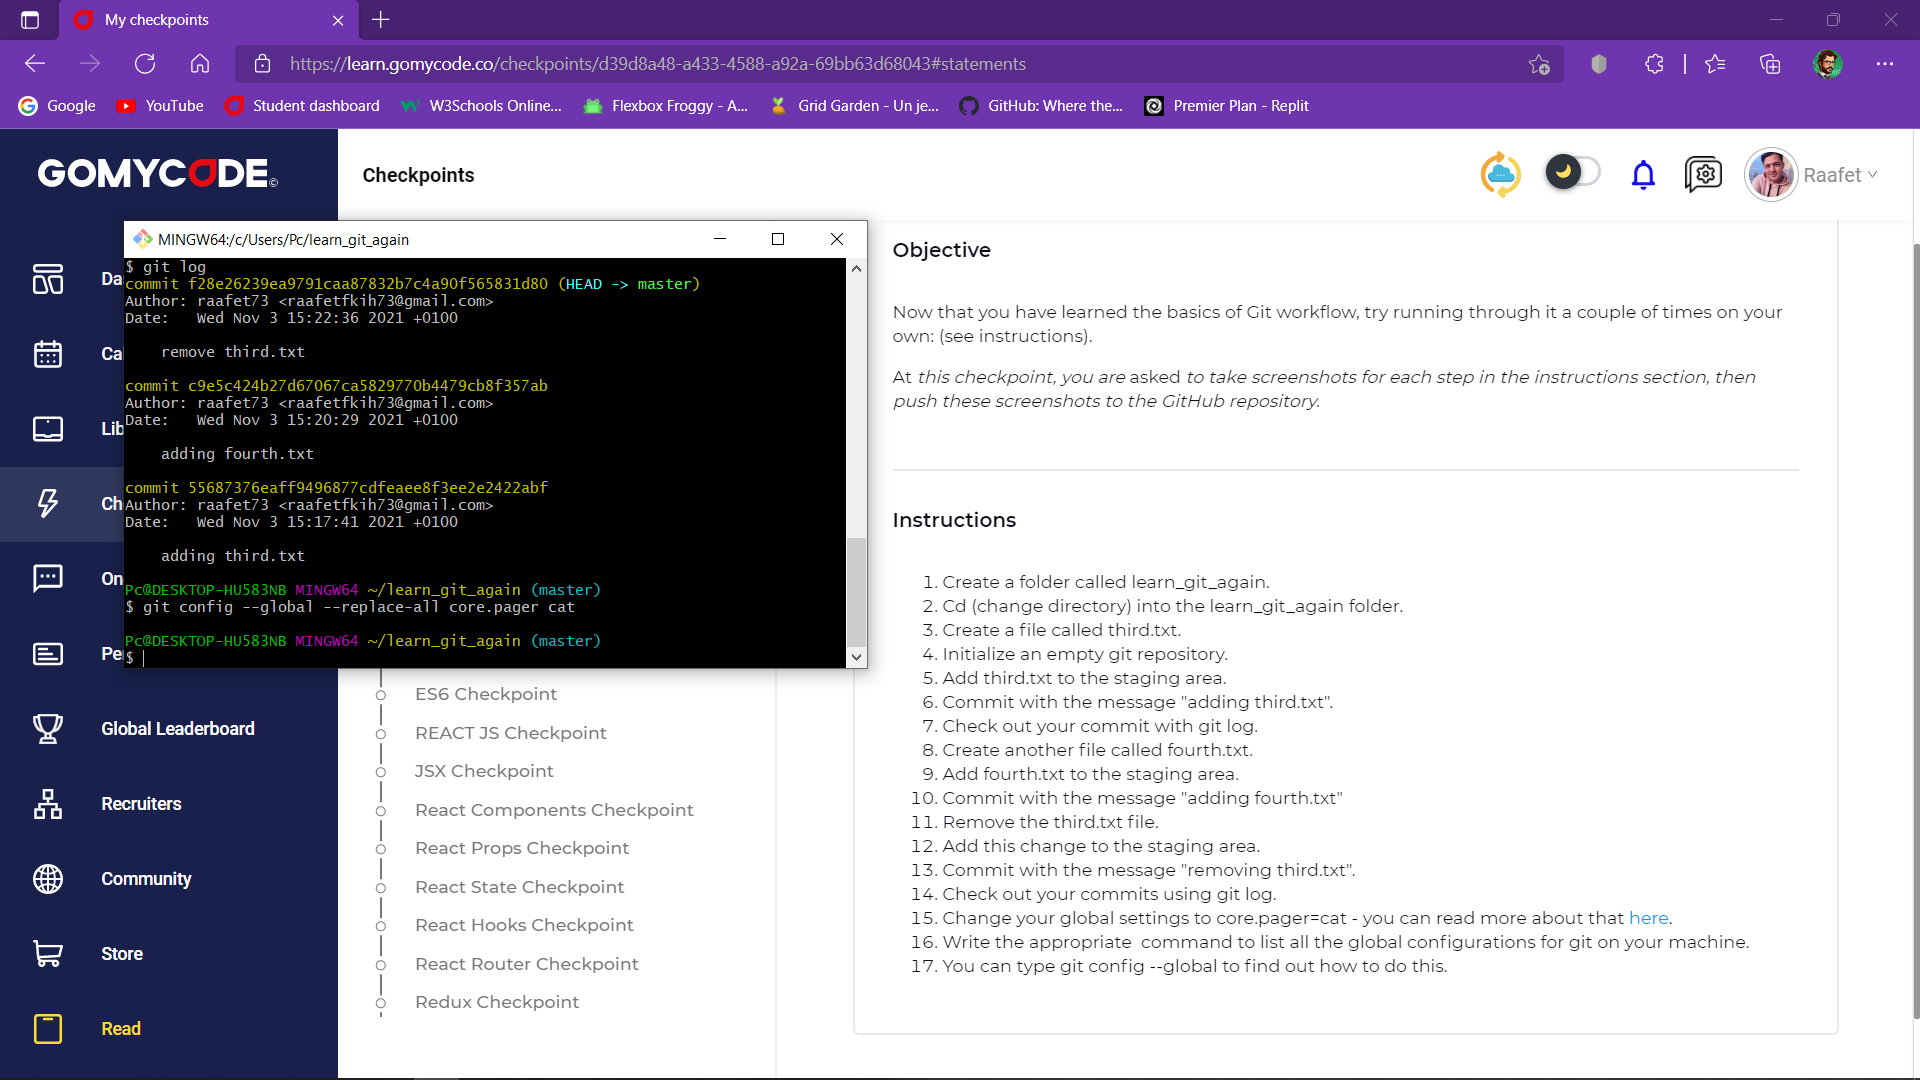 My checkpoints
https://learn.gomycode.co/checkpoints/d39d8a48-a433-4588-a92a-69bb63d68043#statements
Google
YouTube
Student dashboard
W3Schools Online...
Flexbox Froggy - A...
Grid Garden - Un je...
GitHub: Where the...
Premier Plan - Replit
GOMYCODE©
Checkpoints
Raafet
Da
Ca
Lib
Ch
On
Pe
Global Leaderboard
Recruiters
Community
Store
Read
MINGW64:/c/Users/Pc/learn_git_again
$ git log
commit f28e26239ea9791caa87832b7c4a90f565831d80 (HEAD -> master)
Author: raafet73 <raafetfkih73@gmail.com>
Date:   Wed Nov 3 15:22:36 2021 +0100
remove third.txt
commit c9e5c424b27d67067ca5829770b4479cb8f357ab
Author: raafet73 <raafetfkih73@gmail.com>
Date:   Wed Nov 3 15:20:29 2021 +0100
adding fourth.txt
commit 55687376eaff9496877cdfeaee8f3ee2e2422abf
Author: raafet73 <raafetfkih73@gmail.com>
Date:   Wed Nov 3 15:17:41 2021 +0100
adding third.txt
Pc@DESKTOP-HU583NB MINGW64 ~/learn_git_again (master)
$ git config --global --replace-all core.pager cat
Pc@DESKTOP-HU583NB MINGW64 ~/learn_git_again (master)
$
ES6 Checkpoint
REACT JS Checkpoint
JSX Checkpoint
React Components Checkpoint
React Props Checkpoint
React State Checkpoint
React Hooks Checkpoint
React Router Checkpoint
Redux Checkpoint
Objective
Now that you have learned the basics of Git workflow, try running through it a couple of times on your
own: (see instructions).
At this checkpoint, you are asked to take screenshots for each step in the instructions section, then
push these screenshots to the GitHub repository.
Instructions
1. Create a folder called learn_git_again.
2. Cd (change directory) into the learn_git_again folder.
3. Create a file called third.txt.
4. Initialize an empty git repository.
5. Add third.txt to the staging area.
6. Commit with the message "adding third.txt".
7. Check out your commit with git log.
8. Create another file called fourth.txt.
9. Add fourth.txt to the staging area.
10. Commit with the message "adding fourth.txt"
11. Remove the third.txt file.
12. Add this change to the staging area.
13. Commit with the message "removing third.txt".
14. Check out your commits using git log.
15. Change your global settings to core.pager=cat - you can read more about that here.
16. Write the appropriate  command to list all the global configurations for git on your machine.
17. You can type git config --global to find out how to do this.